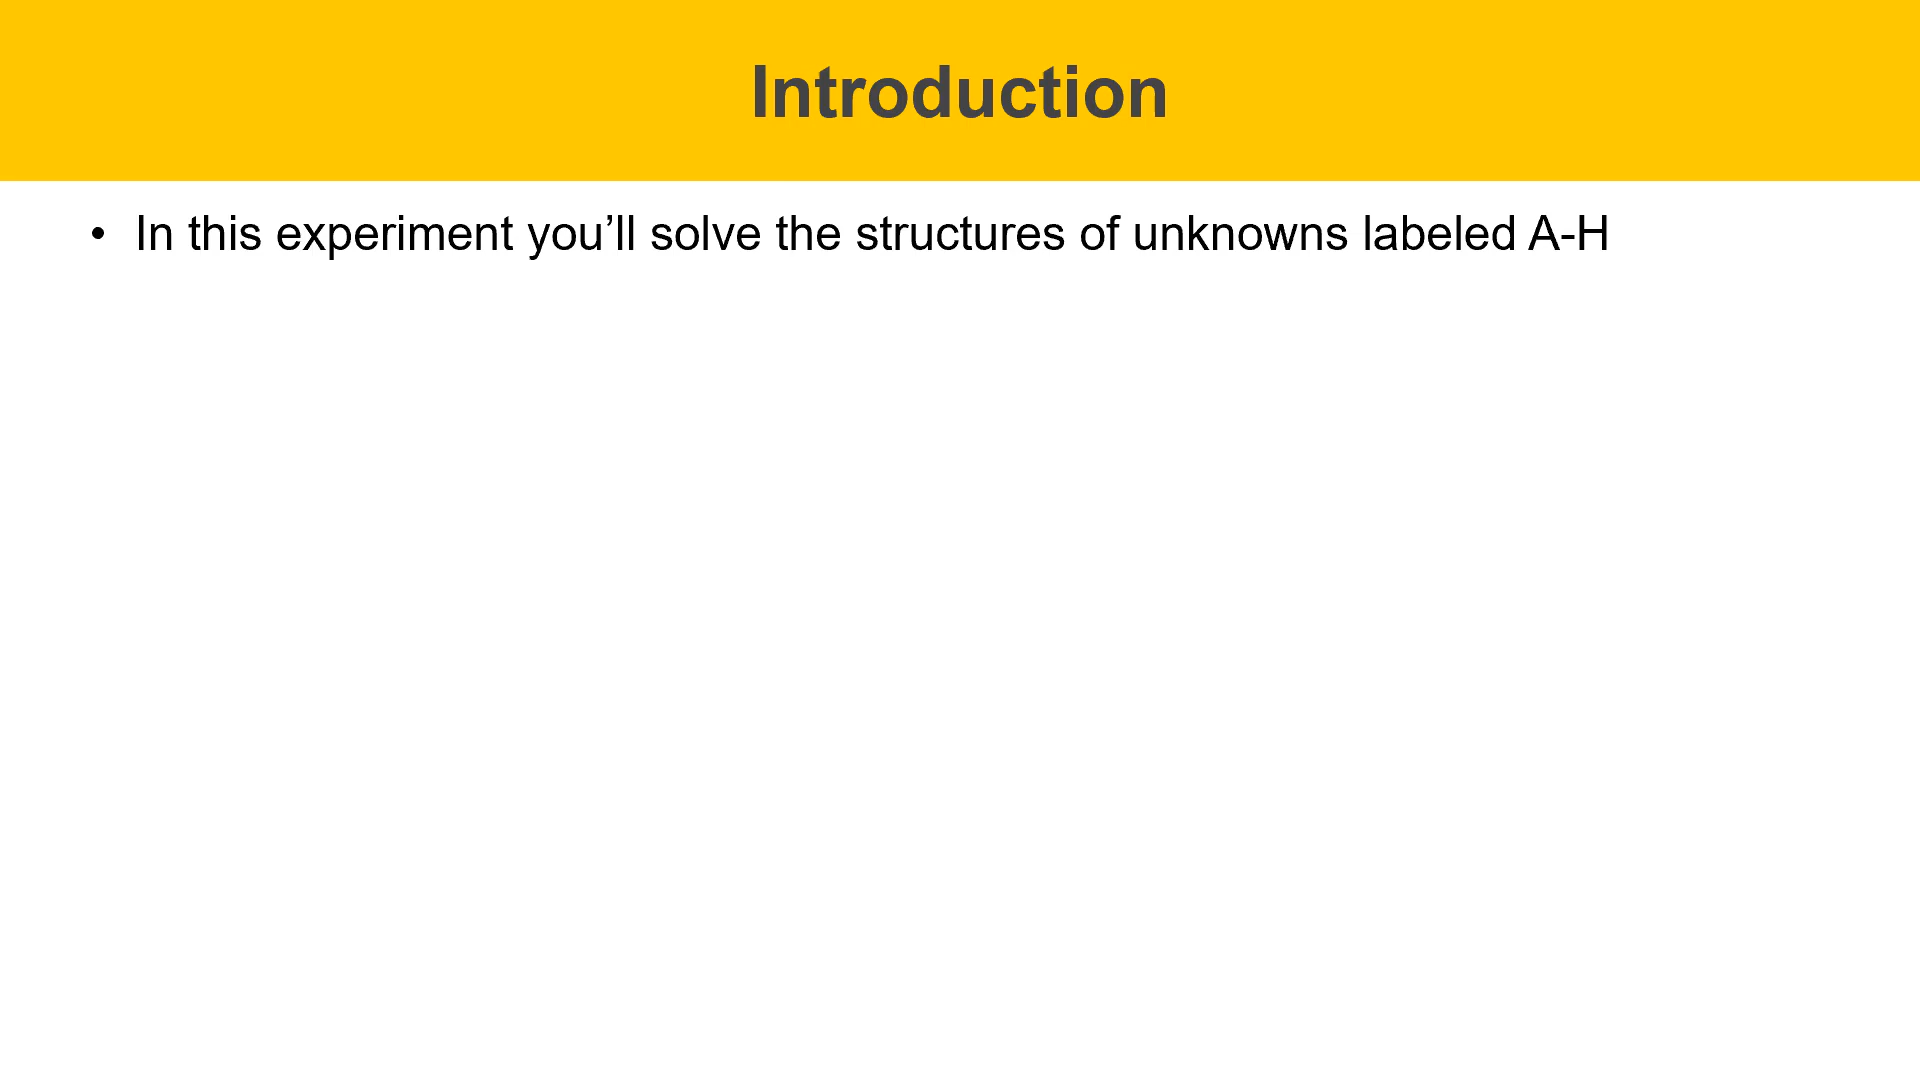 Introduction
• In this experiment you’ll solve the structures of unknowns labeled A-H